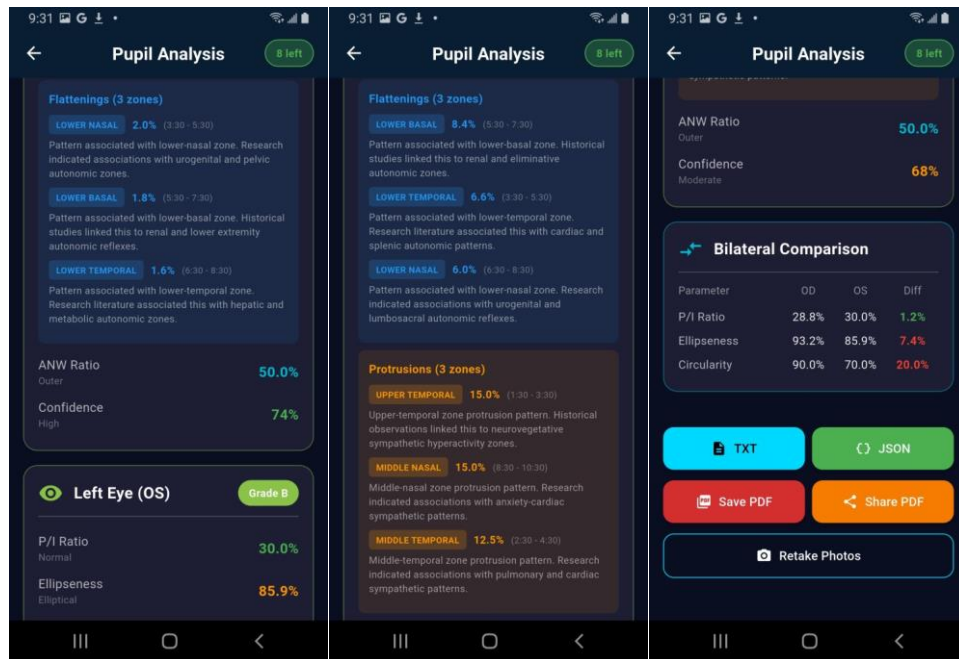 9:31
Pupil Analysis
8 left
Flattenings (3 zones)
LOWER NASAL 2.0% (3:30 - 5:30)
Pattern associated with lower-nasal zone. Research
indicated associations with urogenital and pelvic
autonomic zones.
LOWER BASAL 1.8% (5:30 - 7:30)
Pattern associated with lower-basal zone. Historical
studies linked this to renal and lower extremity
autonomic reflexes.
LOWER TEMPORAL 1.6% (6:30 - 8:30)
Pattern associated with lower-temporal zone.
Research literature associated this with hepatic and
metabolic autonomic zones.
ANW Ratio
Outer
50.0%
Confidence
High
74%
Left Eye (OS)
Grade B
P/I Ratio
Normal
30.0%
Ellipseness
Elliptical
85.9%
9:31
Pupil Analysis
8 left
Flattenings (3 zones)
LOWER BASAL 8.4% (5:30 - 7:30)
Pattern associated with lower-basal zone. Historical
studies linked this to renal and eliminative
autonomic zones.
LOWER TEMPORAL 6.6% (3:30 - 5:30)
Pattern associated with lower-temporal zone.
Research literature associated this with cardiac and
splenic autonomic patterns.
LOWER NASAL 6.0% (6:30 - 8:30)
Pattern associated with lower-nasal zone. Research
indicated associations with urogenital and
lumbosacral autonomic reflexes.
Protrusions (3 zones)
UPPER TEMPORAL 15.0% (1:30 - 3:30)
Upper-temporal zone protrusion pattern. Historical
observations linked this to neurovegetative
sympathetic hyperactivity zones.
MIDDLE NASAL 15.0% (8:30 - 10:30)
Middle-nasal zone protrusion pattern. Research
indicated associations with anxiety-cardiac
sympathetic patterns.
MIDDLE TEMPORAL 12.5% (2:30 - 4:30)
Middle-temporal zone protrusion pattern. Research
indicated associations with pulmonary and cardiac
sympathetic patterns.
9:31
Pupil Analysis
8 left
ANW Ratio
Outer
50.0%
Confidence
Moderate
68%
Bilateral Comparison
Parameter OD OS Diff
P/I Ratio 28.8% 30.0% 1.2%
Ellipseness 93.2% 85.9% 7.4%
Circularity 90.0% 70.0% 20.0%
TXT
{} JSON
PDF Save PDF
Share PDF
Retake Photos